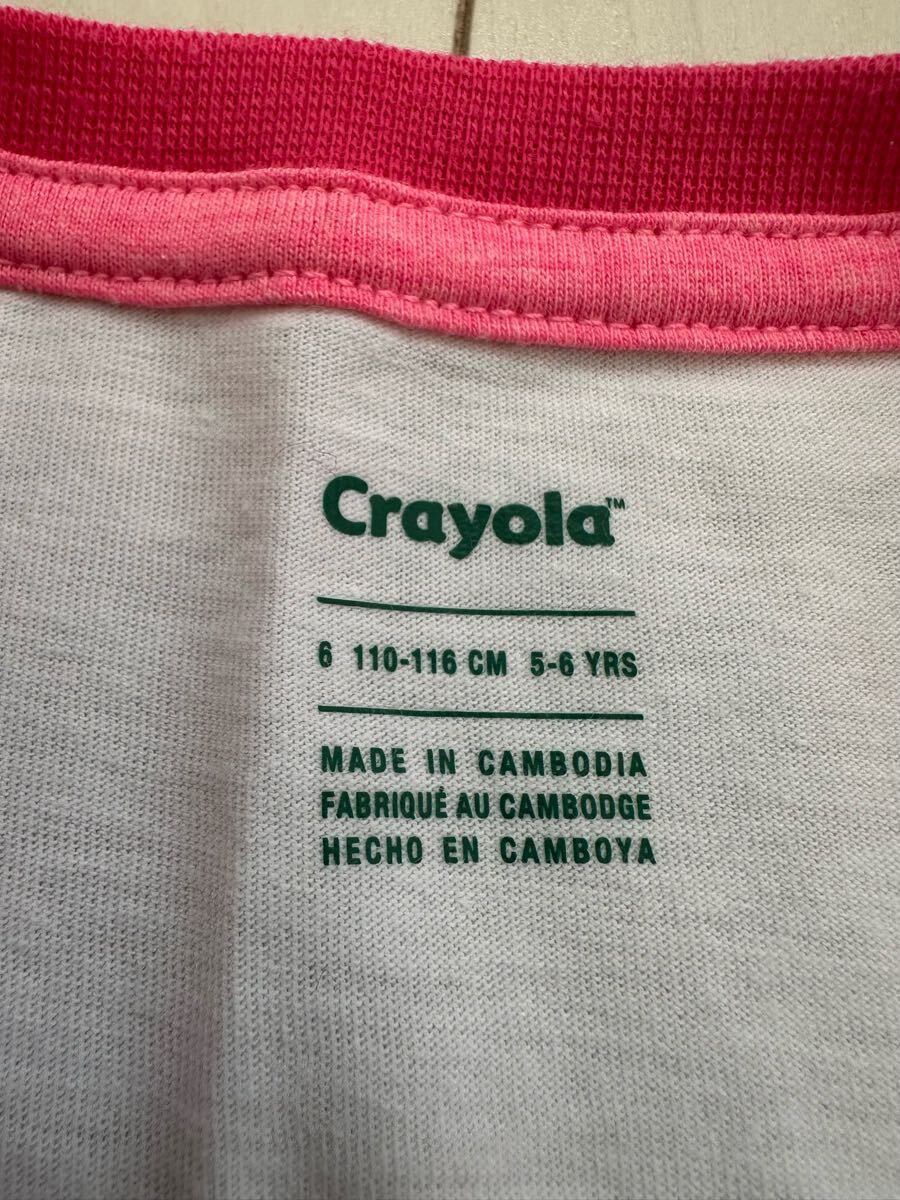 Crayola™
6 110-116 CM 5-6 YRS
MADE IN CAMBODIA
FABRIQUÉ AU CAMBODGE
HECHO EN CAMBOYA